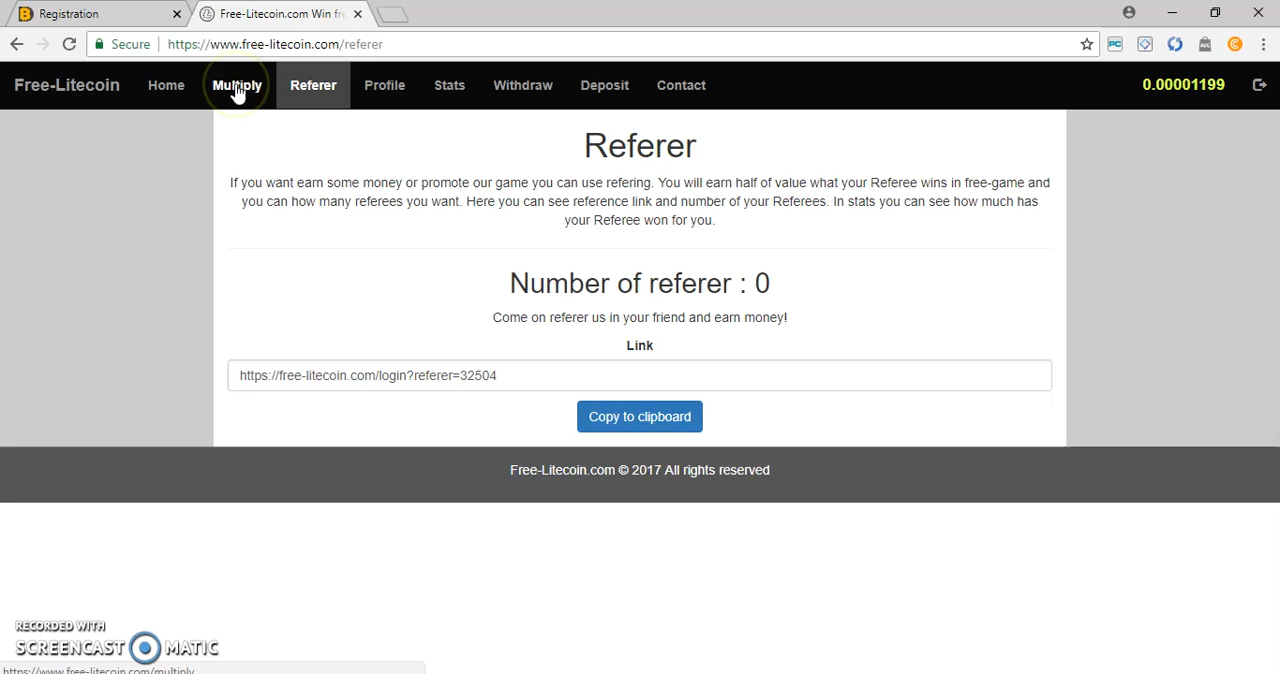 Registration
Free-Litecoin.com Win fre
Secure https://www.free-litecoin.com/referer
PC
AVG
Free-Litecoin Home Multiply Referer Profile Stats Withdraw Deposit Contact 0.00001199
Referer
If you want earn some money or promote our game you can use refering. You will earn half of value what your Referee wins in free-game and
you can how many referees you want. Here you can see reference link and number of your Referees. In stats you can see how much has
your Referee won for you.
Number of referer : 0
Come on referer us in your friend and earn money!
Link
https://free-litecoin.com/login?referer=32504
Copy to clipboard
Free-Litecoin.com © 2017 All rights reserved
RECORDED WITH
SCREENCAST MATIC
https://www.free-litecoin.com/multiply